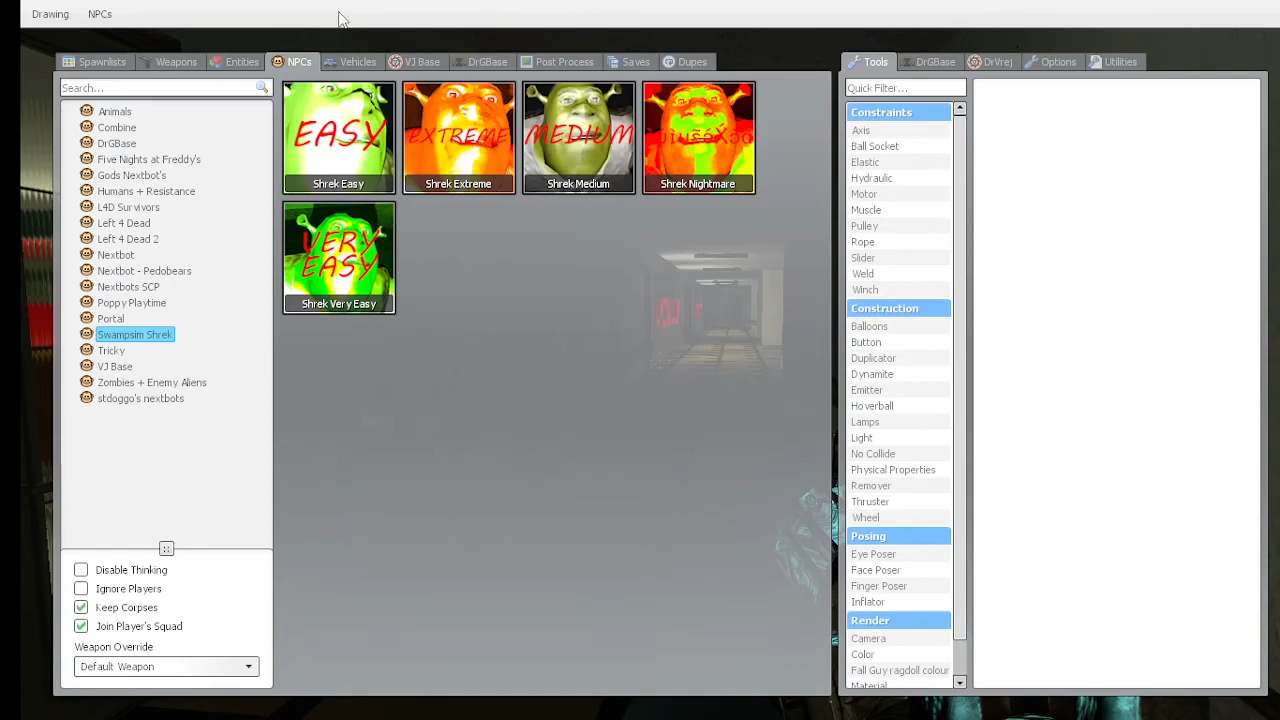 Drawing NPCs
Spawnlists Weapons Entities NPCs Vehicles VJ Base DrGBase Post Process Saves Dupes
Search...
Animals
Combine
DrGBase
Five Nights at Freddy's
Gods Nextbot's
Humans + Resistance
L4D Survivors
Left 4 Dead
Left 4 Dead 2
Nextbot
Nextbot - Pedobears
Nextbots SCP
Poppy Playtime
Portal
Swampsim Shrek
Tricky
VJ Base
Zombies + Enemy Aliens
stdoggo's nextbots
Disable Thinking
Ignore Players
Keep Corpses
Join Player's Squad
Weapon Override
Default Weapon
EASY
Shrek Easy
EXTREME
Shrek Extreme
MEDIUM
Shrek Medium
Shrek Nightmare
VERY
EASY
Shrek Very Easy
Tools DrGBase DrVrej Options Utilities
Quick Filter...
Constraints
Axis
Ball Socket
Elastic
Hydraulic
Motor
Muscle
Pulley
Rope
Slider
Weld
Winch
Construction
Balloons
Button
Duplicator
Dynamite
Emitter
Hoverball
Lamps
Light
No Collide
Physical Properties
Remover
Thruster
Wheel
Posing
Eye Poser
Face Poser
Finger Poser
Inflator
Render
Camera
Color
Fall Guy ragdoll colour
Material